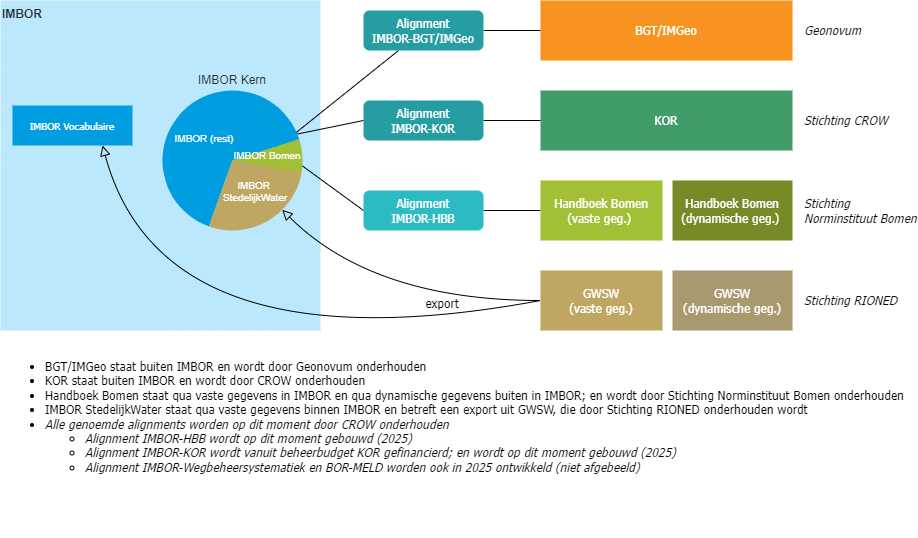 IMBOR
Alignment
IMBOR-BGT/IMGeo
BGT/IMGeo
Geonovum
IMBOR Kern
IMBOR Vocabulaire
IMBOR (rest)
IMBOR Bomen
IMBOR
StedelijkWater
Alignment
IMBOR-KOR
KOR
Stichting CROW
Alignment
IMBOR-HBB
Handboek Bomen
(vaste geg.)
Handboek Bomen
(dynamische geg.)
Stichting
Norminstituut Bomen
export
GWSW
(vaste geg.)
GWSW
(dynamische geg.)
Stichting RIONED
• BGT/IMGeo staat buiten IMBOR en wordt door Geonovum onderhouden
• KOR staat buiten IMBOR en wordt door CROW onderhouden
• Handboek Bomen staat qua vaste gegevens in IMBOR en qua dynamische gegevens buiten in IMBOR; en wordt door Stichting Norminstituut Bomen onderhouden
• IMBOR StedelijkWater staat qua vaste gegevens binnen IMBOR en betreft een export uit GWSW, die door Stichting RIONED onderhouden wordt
• Alle genoemde alignments worden op dit moment door CROW onderhouden
○ Alignment IMBOR-HBB wordt op dit moment gebouwd (2025)
○ Alignment IMBOR-KOR wordt vanuit beheerbudget KOR gefinancierd; en wordt op dit moment gebouwd (2025)
○ Alignment IMBOR-Wegbeheersystematiek en BOR-MELD worden ook in 2025 ontwikkeld (niet afgebeeld)